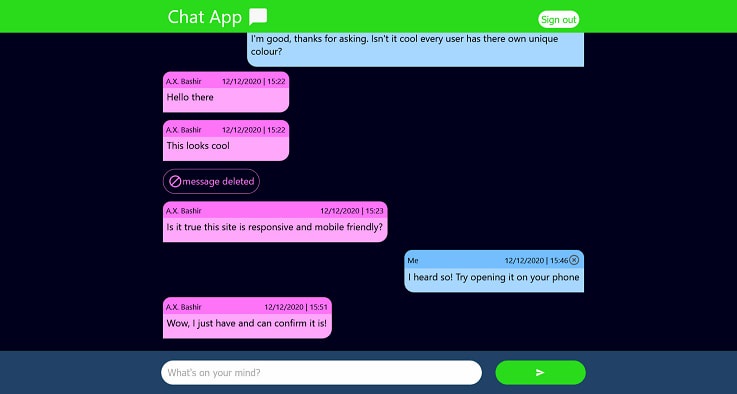 Chat App
Sign out
I'm good, thanks for asking. Isn't it cool every user has there own unique
colour?
A.X. Bashir 12/12/2020 | 15:22
Hello there
A.X. Bashir 12/12/2020 | 15:22
This looks cool
message deleted
A.X. Bashir 12/12/2020 | 15:23
Is it true this site is responsive and mobile friendly?
Me 12/12/2020 | 15:46
I heard so! Try opening it on your phone
A.X. Bashir 12/12/2020 | 15:51
Wow, I just have and can confirm it is!
What's on your mind?